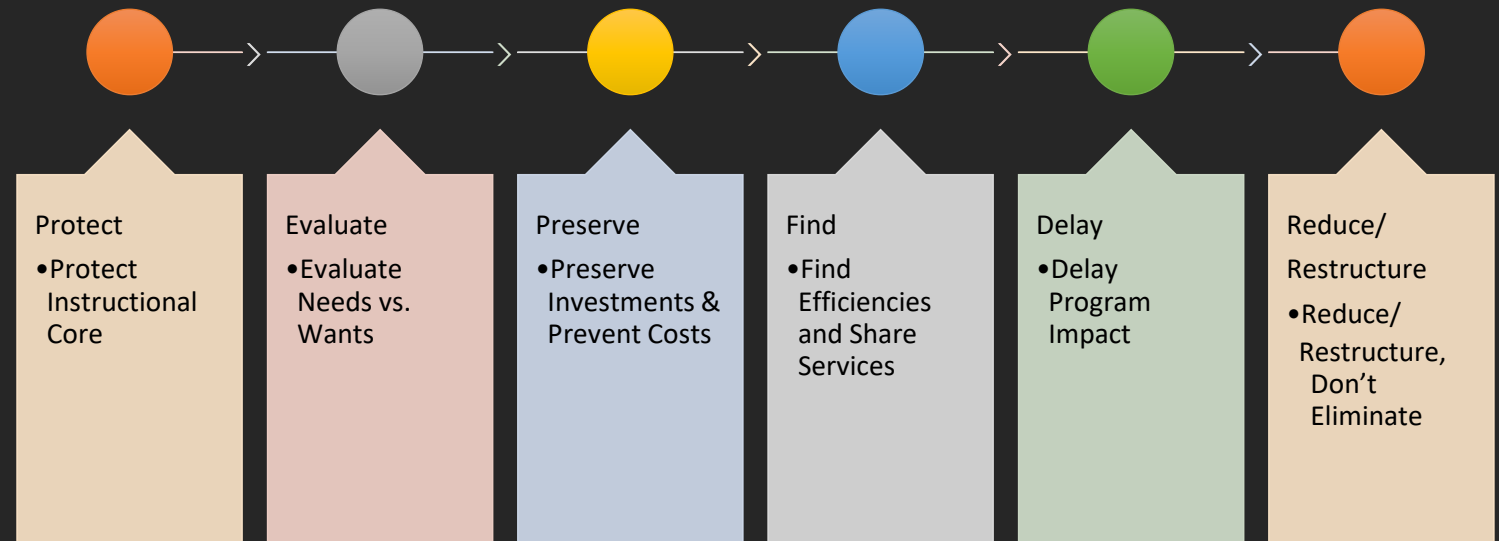 Protect
•Protect
Instructional
Core
Evaluate
•Evaluate
Needs vs.
Wants
Preserve
•Preserve
Investments &
Prevent Costs
Find
•Find
Efficiencies
and Share
Services
Delay
•Delay
Program
Impact
Reduce/
Restructure
•Reduce/
Restructure,
Don’t
Eliminate